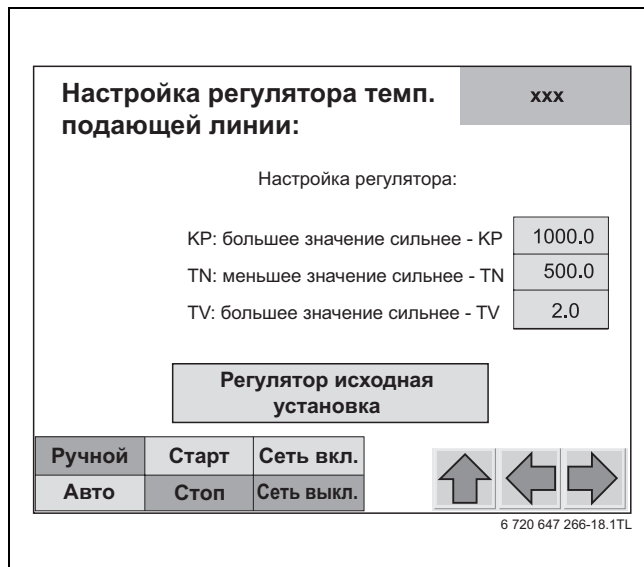 Настройка регулятора темп.
подающей линии:
xxx
Настройка регулятора:
KP: большее значение сильнее - KP 1000.0
TN: меньшее значение сильнее - TN 500.0
TV: большее значение сильнее - TV 2.0
Регулятор исходная
установка
Ручной Старт Сеть вкл.
Авто Стоп Сеть выкл.
6 720 647 266-18.1TL